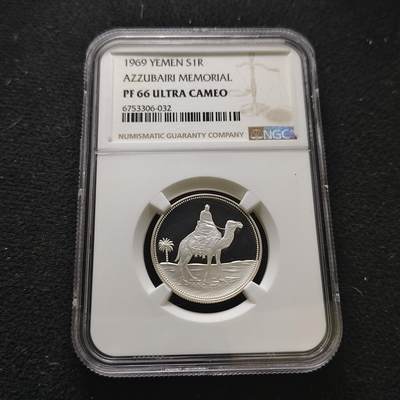 1969 YEMEN S1R
AZZUBAIRI MEMORIAL
PF 66 ULTRA CAMEO
6753306-032
NUMISMATIC GUARANTY COMPANY
NGC